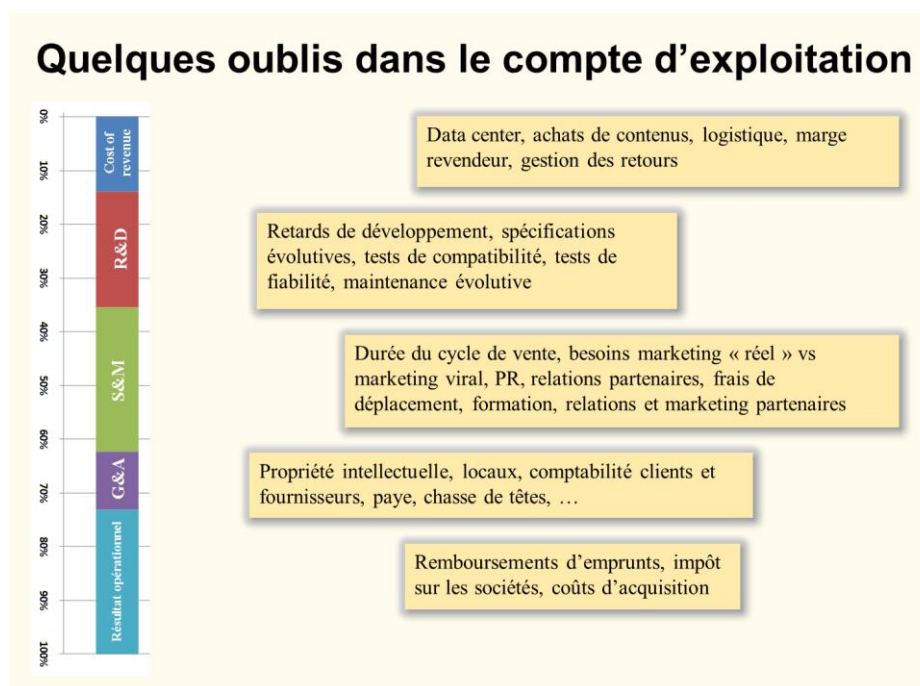 Quelques oublis dans le compte d’exploitation
0%
10%
20%
30%
40%
50%
60%
70%
80%
90%
100%
Cost of
revenue
R&D
S&M
G&A
Résultat opérationnel
Data center, achats de contenus, logistique, marge
revendeur, gestion des retours
Retards de développement, spécifications
évolutives, tests de compatibilité, tests de
fiabilité, maintenance évolutive
Durée du cycle de vente, besoins marketing « réel » vs
marketing viral, PR, relations partenaires, frais de
déplacement, formation, relations et marketing partenaires
Propriété intellectuelle, locaux, comptabilité clients et
fournisseurs, paye, chasse de têtes, …
Remboursements d’emprunts, impôt
sur les sociétés, coûts d’acquisition